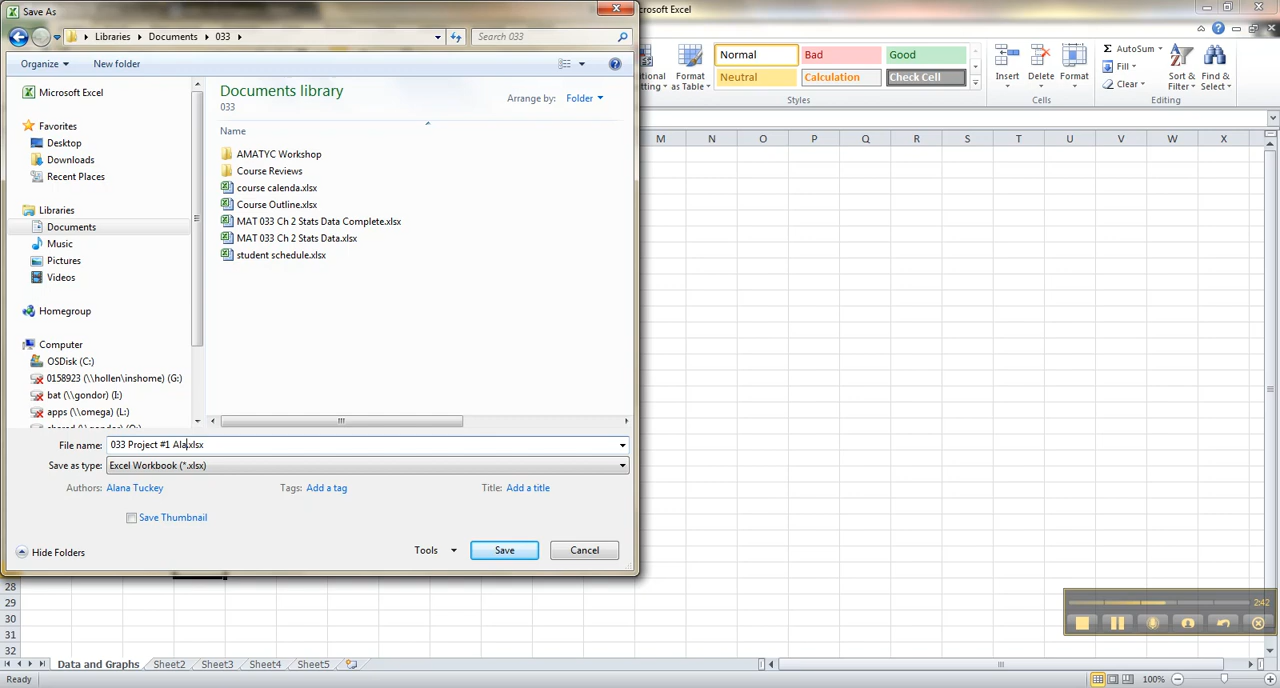 Save As
Microsoft Excel
Libraries
Documents
033
Search 033
Organize
New folder
Microsoft Excel
Favorites
Desktop
Downloads
Recent Places
Libraries
Documents
Music
Pictures
Videos
Homegroup
Computer
OSDisk (C:)
0158923 (\\hollen\inshome) (G:)
bat (\\gondor) (I:)
apps (\\omega) (L:)
Documents library
033
Arrange by: Folder
Name
AMATYC Workshop
Course Reviews
course calenda.xlsx
Course Outline.xlsx
MAT 033 Ch 2 Stats Data Complete.xlsx
MAT 033 Ch 2 Stats Data.xlsx
student schedule.xlsx
File name: 033 Project #1 Ala.xlsx
Save as type: Excel Workbook (*.xlsx)
Authors: Alana Tuckey Tags: Add a tag Title: Add a title
Save Thumbnail
Hide Folders
Tools Save Cancel
Format as Table
Normal Bad Good
Neutral Calculation Check Cell
Styles
Insert Delete Format
Cells
AutoSum
Fill
Clear
Sort & Filter
Find & Select
Editing
M N O P Q R S T U V W X
28
29
30
31
32
2:42
Data and Graphs Sheet2 Sheet3 Sheet4 Sheet5
Ready
100%